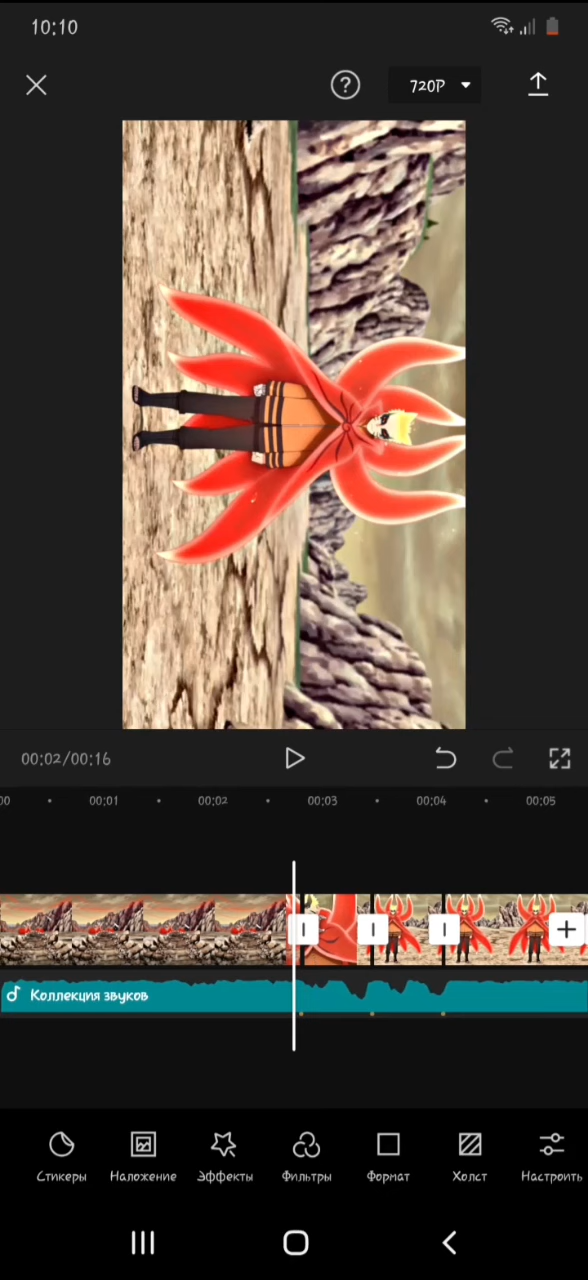 10:10
?
720P
00:02/00:16
00 00:01 00:02 00:03 00:04 00:05
Коллекция звуков
Стикеры Наложение Эффекты Фильтры Формат Холст Настроить